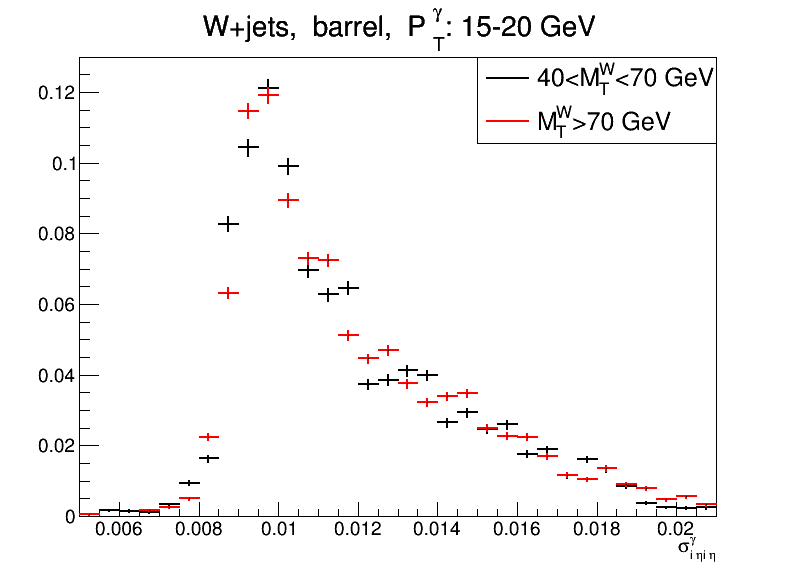 W+jets, barrel, P_T^γ: 15-20 GeV
40<M_T^W<70 GeV
M_T^W>70 GeV
0.12
0.1
0.08
0.06
0.04
0.02
0
0.006 0.008 0.01 0.012 0.014 0.016 0.018 0.02
σ_{iηiη}^γ